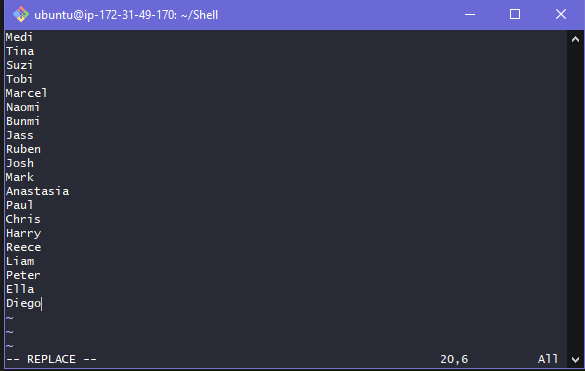 ubuntu@ip-172-31-49-170: ~/Shell
Medi
Tina
Suzi
Tobi
Marcel
Naomi
Bunmi
Jass
Ruben
Josh
Mark
Anastasia
Paul
Chris
Harry
Reece
Liam
Peter
Ella
Diego
~
~
~
-- REPLACE -- 20,6 All